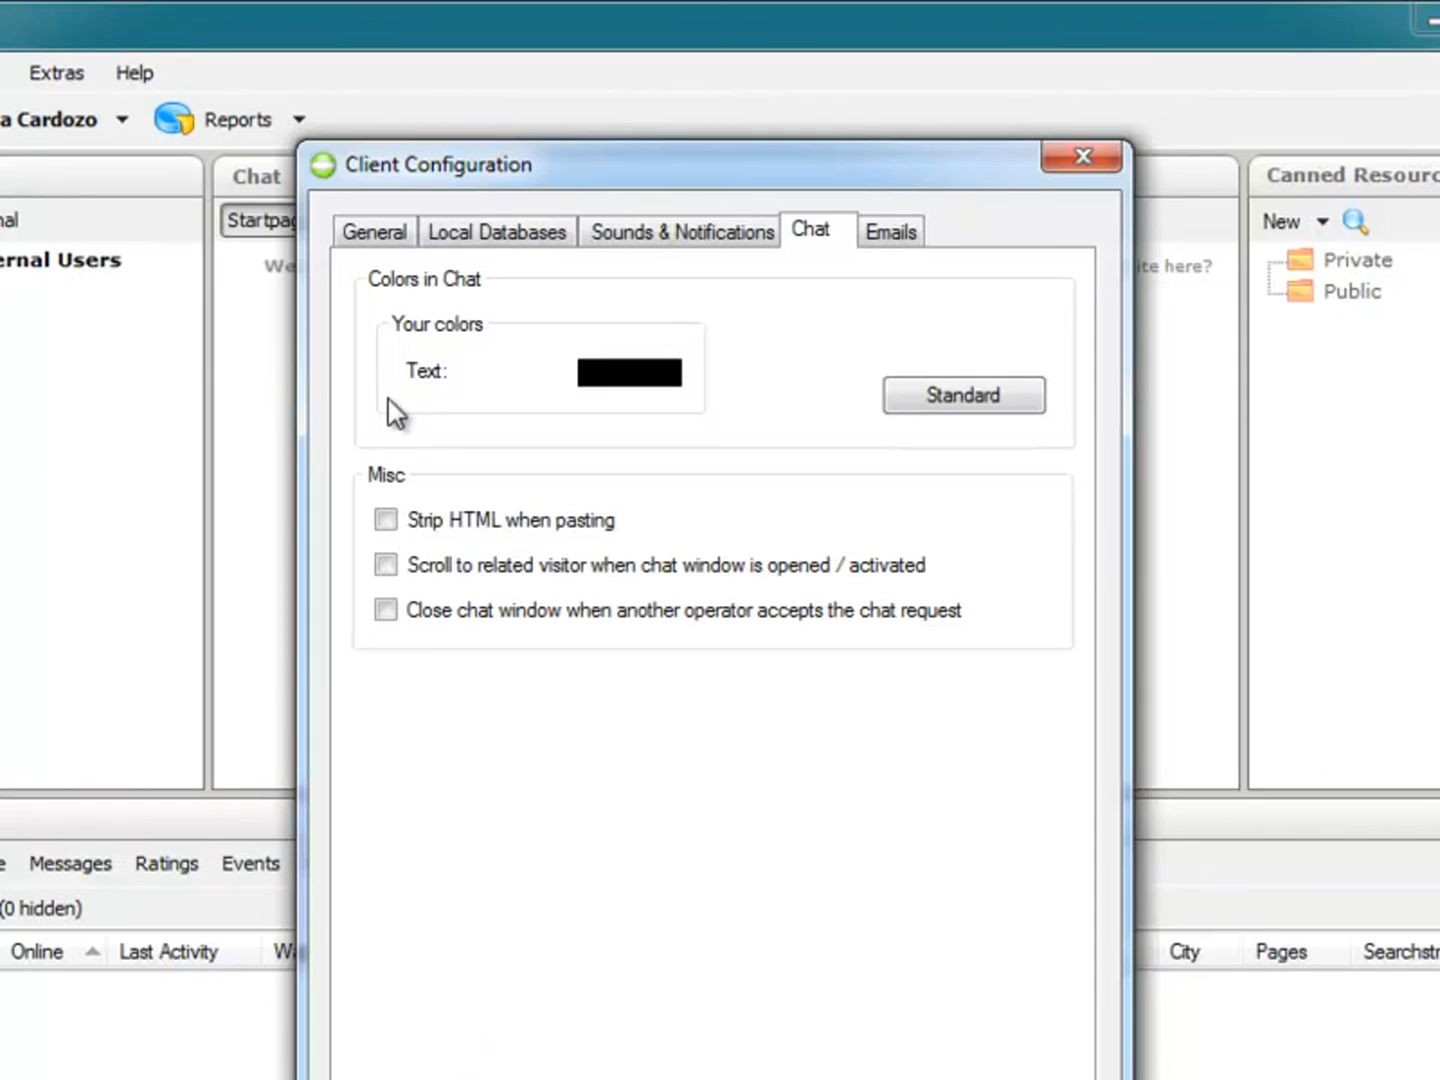 Extras Help
a Cardozo Reports
Client Configuration
Chat
Canned Resourc
nal
Startpag
General Local Databases Sounds & Notifications Chat Emails
New
ernal Users
We
ite here?
Private
Public
Colors in Chat
Your colors
Text:
Standard
Misc
Strip HTML when pasting
Scroll to related visitor when chat window is opened / activated
Close chat window when another operator accepts the chat request
e Messages Ratings Events
(0 hidden)
Online Last Activity Wa
City Pages Searchstr